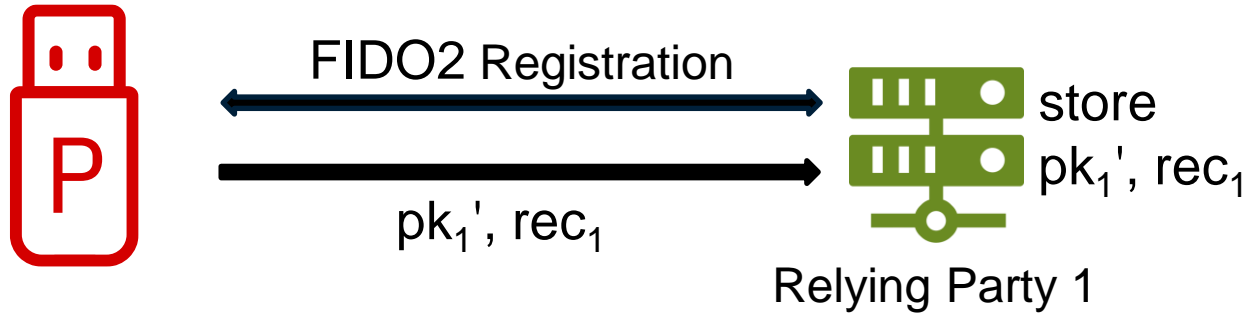 P
FIDO2 Registration
pk₁', rec₁
store
pk₁', rec₁
Relying Party 1